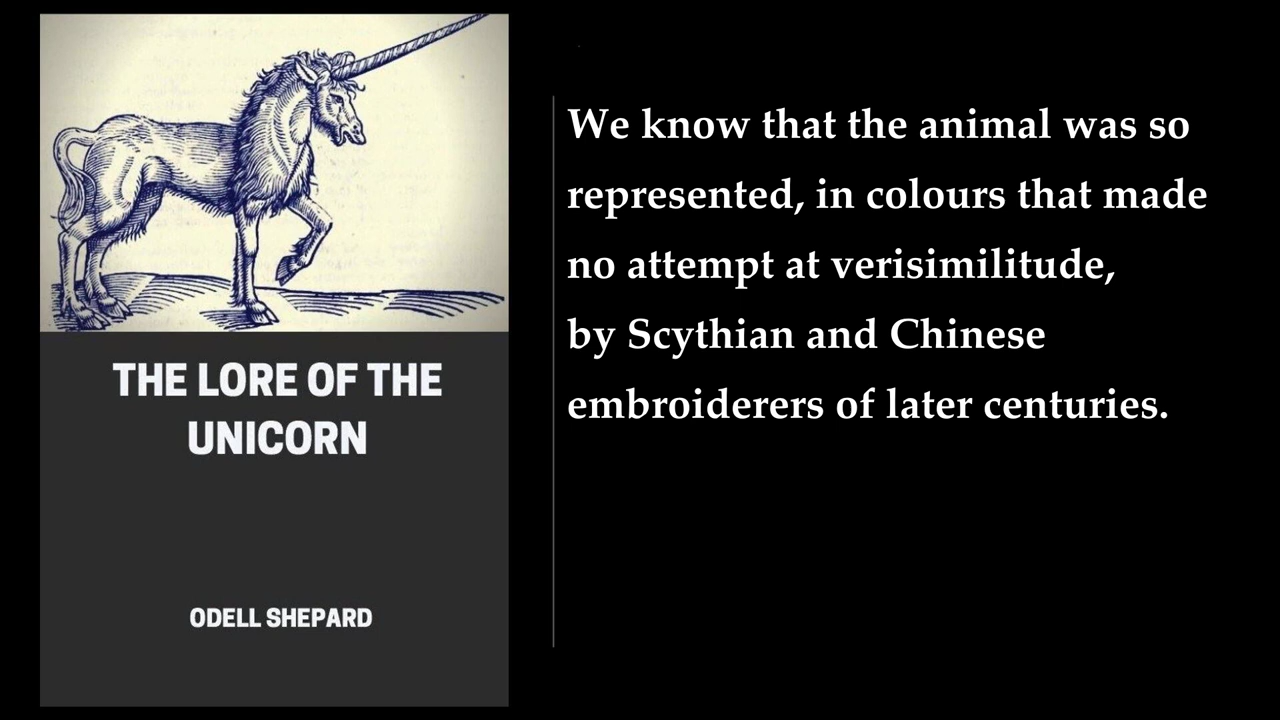 THE LORE OF THE
UNICORN
ODELL SHEPARD
We know that the animal was so
represented, in colours that made
no attempt at verisimilitude,
by Scythian and Chinese
embroiderers of later centuries.